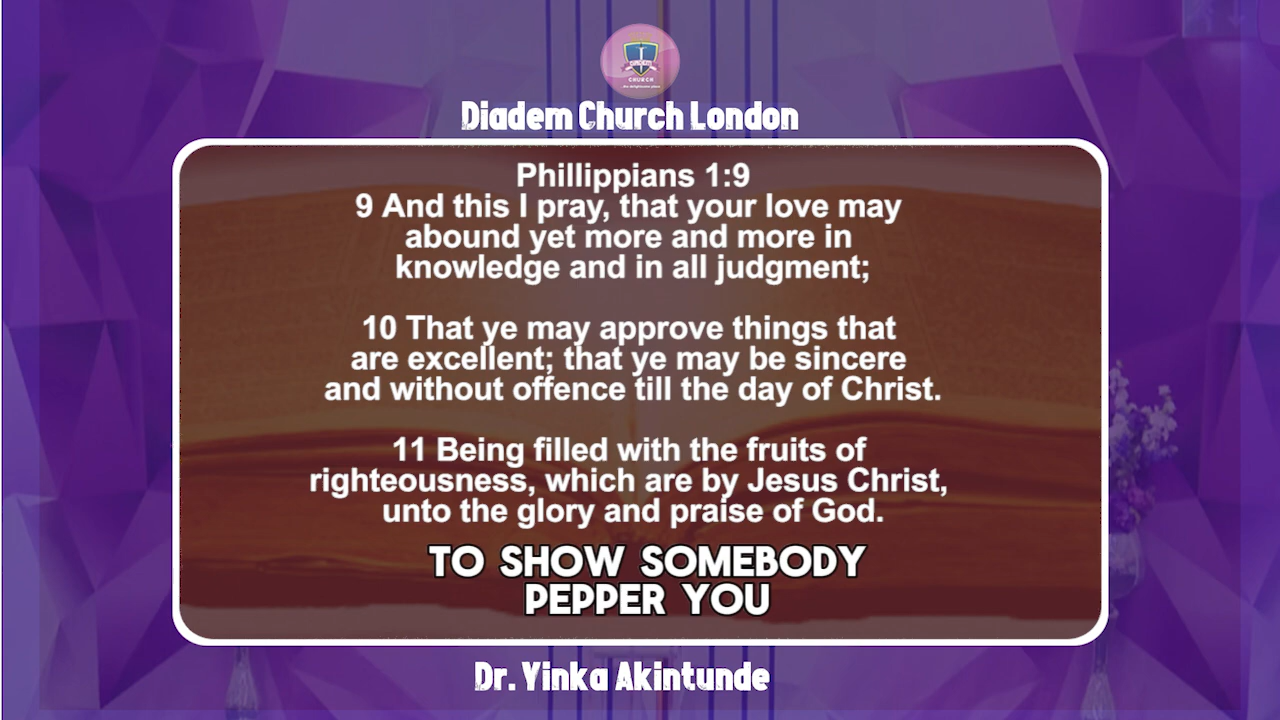 CHURCH
Diadem Church London
Phillippians 1:9
9 And this I pray, that your love may
abound yet more and more in
knowledge and in all judgment;
10 That ye may approve things that
are excellent; that ye may be sincere
and without offence till the day of Christ.
11 Being filled with the fruits of
righteousness, which are by Jesus Christ,
unto the glory and praise of God.
TO SHOW SOMEBODY
PEPPER YOU
Dr. Yinka Akintunde